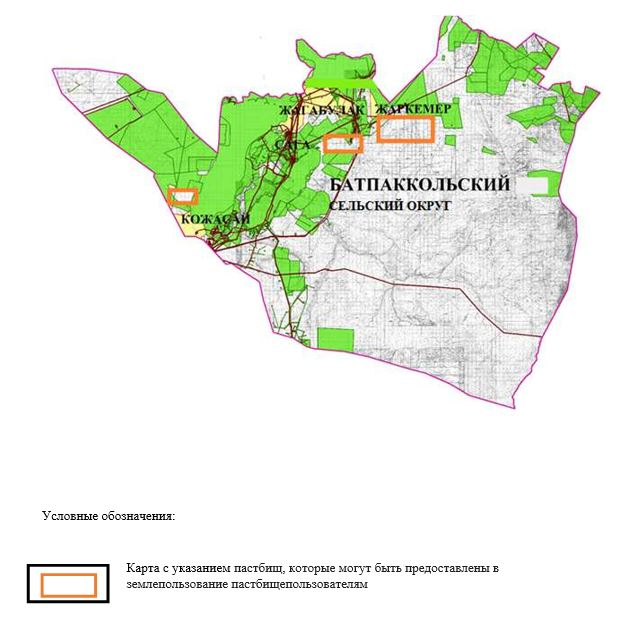 ЖАГАБУЛАК ЖАРКЕМЕР
САГА
БАТПАККОЛЬСКИЙ
СЕЛЬСКИЙ ОКРУГ
КОЖАСАЙ
Условные обозначения:
Карта с указанием пастбищ, которые могут быть предоставлены в
землепользование пастбищепользователям